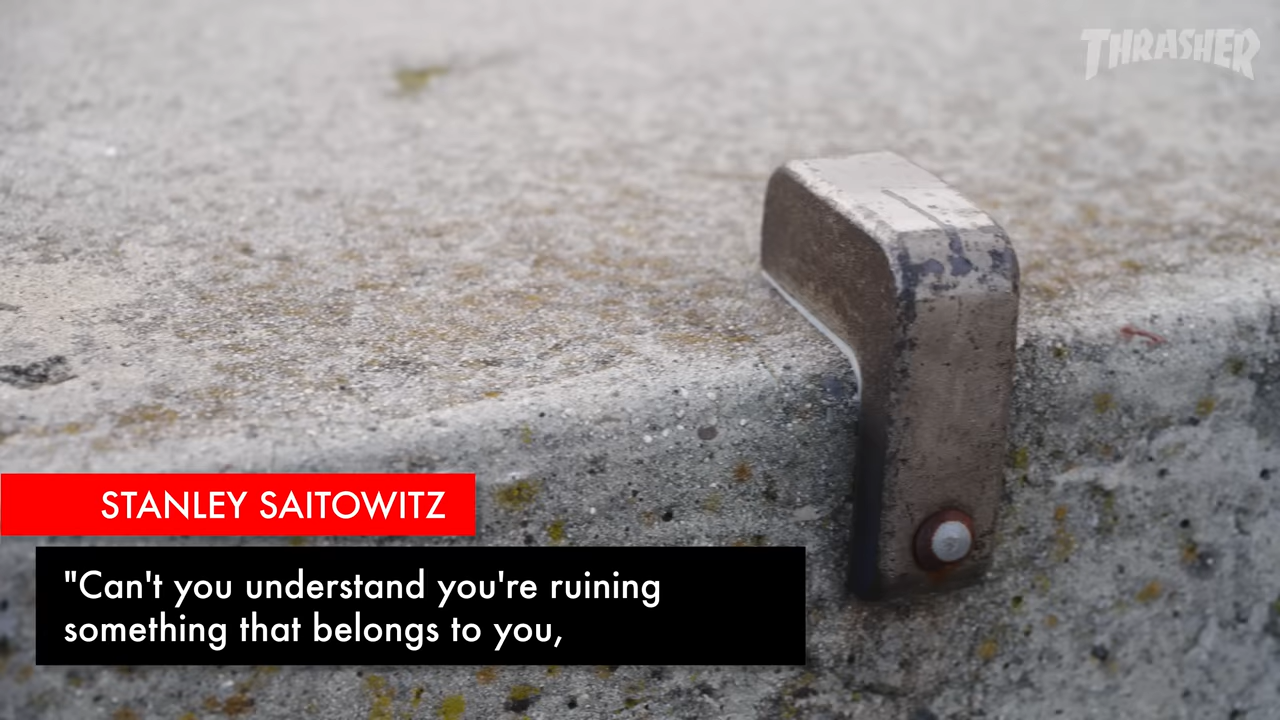 THRASHER
STANLEY SAITOWITZ
"Can't you understand you're ruining
something that belongs to you,